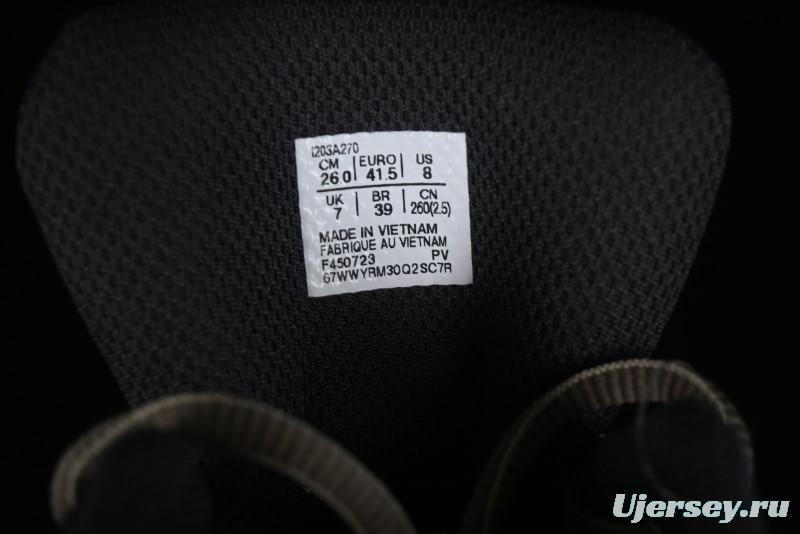 1203A270
CM | EURO | US
26.0 | 41.5 | 8
UK | BR | CN
7 | 39 | 260(2.5)
MADE IN VIETNAM
FABRIQUE AU VIETNAM
F450723 PV
67WWYRM30Q2SC7R
Ujersey.ru